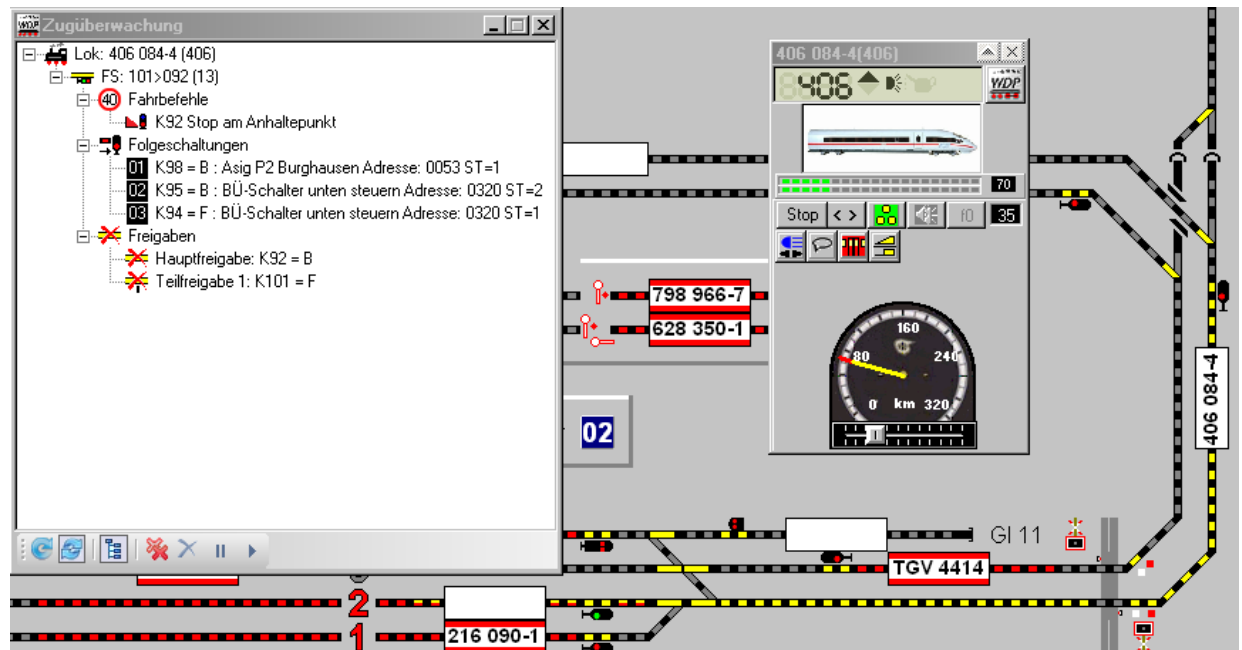 Zugüberwachung
Lok: 406 084-4 (406)
FS: 101>092 (13)
40 Fahrbefehle
K92 Stop am Anhaltepunkt
Folgeschaltungen
01 K98 = B : Asig P2 Burghausen Adresse: 0053 ST=1
02 K95 = B : BÜ-Schalter unten steuern Adresse: 0320 ST=2
03 K94 = F : BÜ-Schalter unten steuern Adresse: 0320 ST=1
Freigaben
Hauptfreigabe: K92 = B
Teilfreigabe 1: K101 = F
406 084-4(406)
406
WDP
70
Stop < > f0 35
160
80 240
0 km 320
798 966-7
628 350-1
02
406 084-4
Gl 11
TGV 4414
2
1 216 090-1